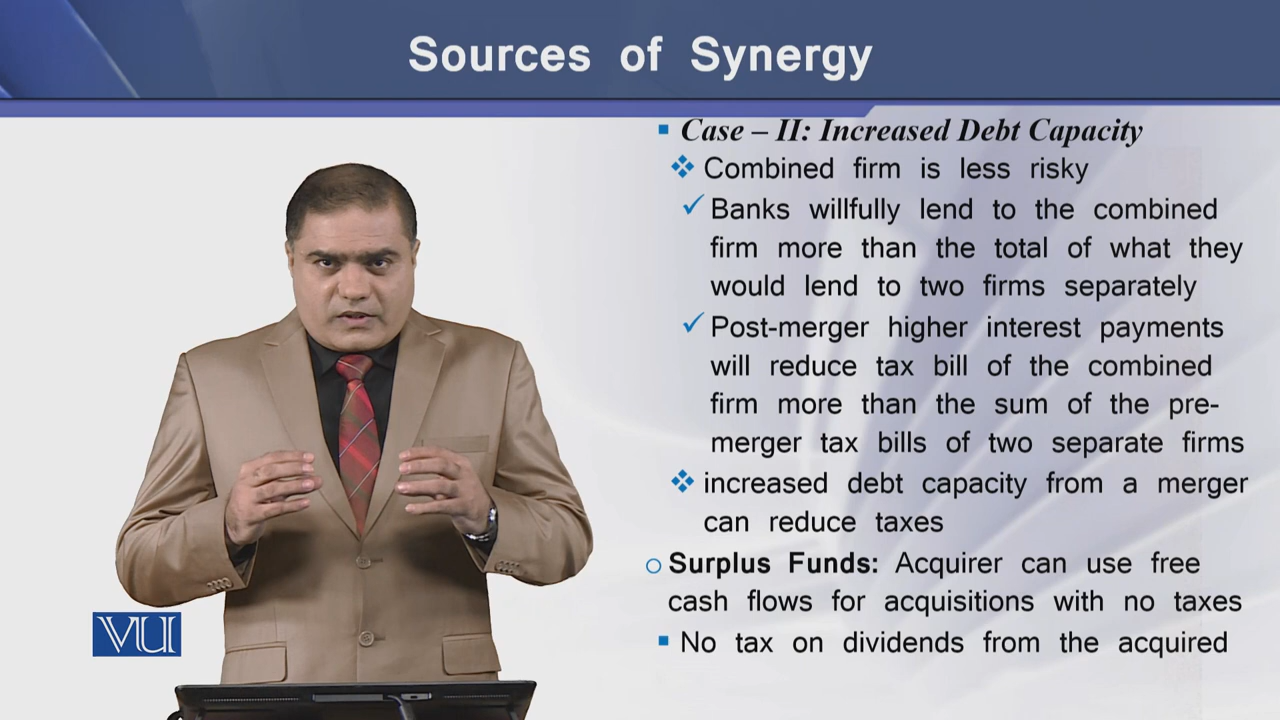 Sources of Synergy
Case – II: Increased Debt Capacity
Combined firm is less risky
Banks willfully lend to the combined
firm more than the total of what they
would lend to two firms separately
Post-merger higher interest payments
will reduce tax bill of the combined
firm more than the sum of the pre-
merger tax bills of two separate firms
increased debt capacity from a merger
can reduce taxes
Surplus Funds: Acquirer can use free
cash flows for acquisitions with no taxes
No tax on dividends from the acquired
VU